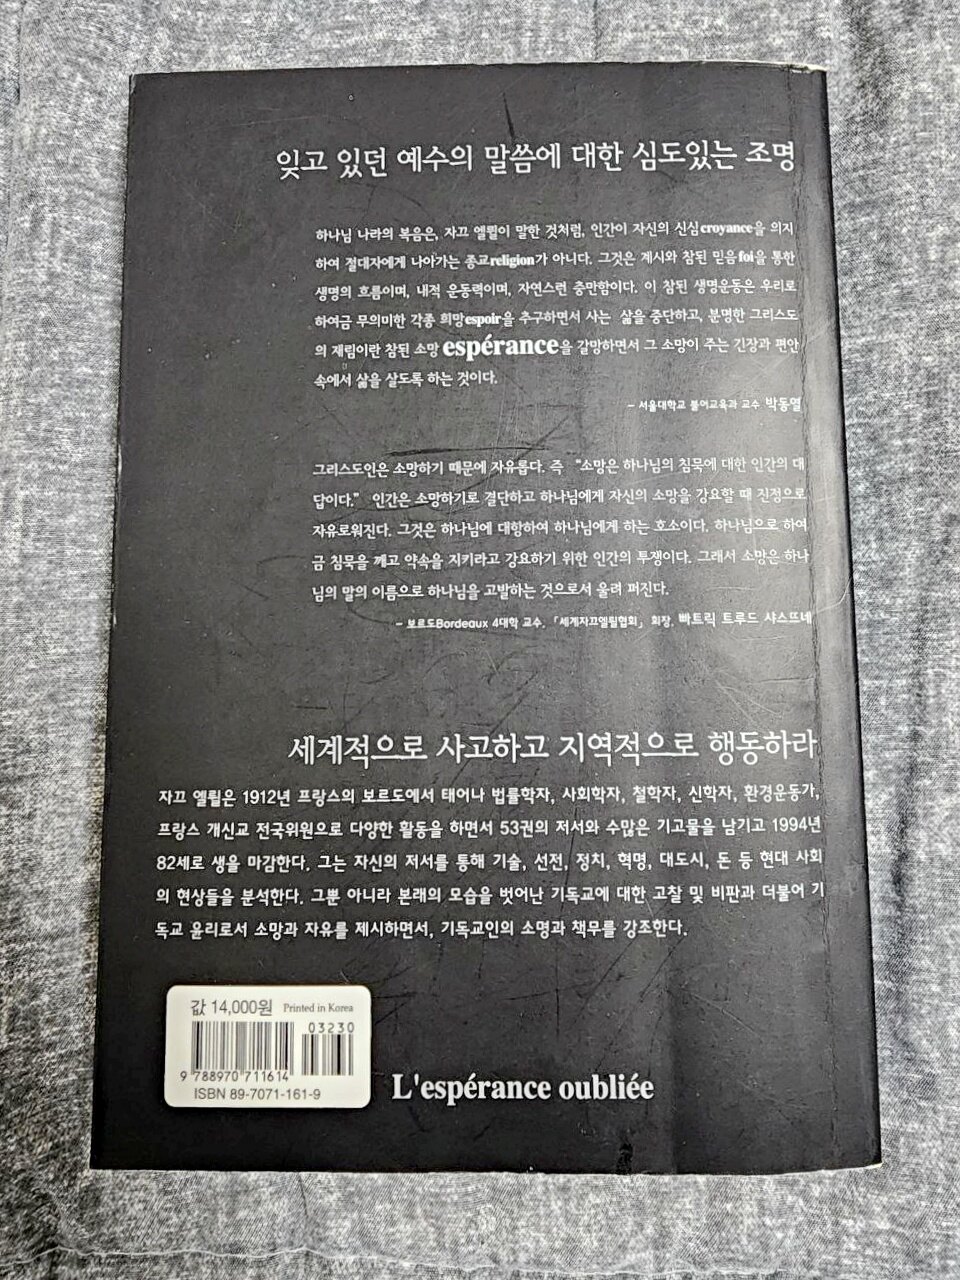 잊고 있던 예수의 말씀에 대한 심도있는 조명
하나님 나라의 복음은, 자끄 엘륄이 말한 것처럼, 인간이 자신의 신심croyance을 의지
하여 절대자에게 나아가는 종교religion가 아니다. 그것은 계시와 참된 믿음foi을 통한
생명의 흐름이며, 내적 운동력이며, 자연스런 충만함이다. 이 참된 생명운동은 우리로
하여금 무의미한 각종 희망espoir을 추구하면서 사는 삶을 중단하고, 분명한 그리스도
의 재림이란 참된 소망 espérance을 갈망하면서 그 소망이 주는 긴장과 편안
속에서 삶을 살도록 하는 것이다.
– 서울대학교 불어교육과 교수 박동열
그리스도인은 소망하기 때문에 자유롭다. 즉 “소망은 하나님의 침묵에 대한 인간의 대
답이다.” 인간은 소망하기로 결단하고 하나님에게 자신의 소망을 강요할 때 진정으로
자유로워진다. 그것은 하나님에 대항하여 하나님에게 하는 호소이다. 하나님으로 하여
금 침묵을 깨고 약속을 지키라고 강요하기 위한 인간의 투쟁이다. 그래서 소망은 하나
님의 말의 이름으로 하나님을 고발하는 것으로서 울려 퍼진다.
– 보르도Bordeaux 4대학 교수, 「세계자끄엘륄협회」 회장, 빠트릭 트루드 샤스뜨네
세계적으로 사고하고 지역적으로 행동하라
자끄 엘륄은 1912년 프랑스의 보르도에서 태어나 법률학자, 사회학자, 철학자, 신학자, 환경운동가,
프랑스 개신교 전국위원으로 다양한 활동을 하면서 53권의 저서와 수많은 기고물을 남기고 1994년
82세로 생을 마감한다. 그는 자신의 저서를 통해 기술, 선전, 정치, 혁명, 대도시, 돈 등 현대 사회
의 현상들을 분석한다. 그뿐 아니라 본래의 모습을 벗어난 기독교에 대한 고찰 및 비판과 더불어 기
독교 윤리로서 소망과 자유를 제시하면서, 기독교인의 소명과 책무를 강조한다.
값 14,000원 Printed in Korea
03230
9 788970 711614
ISBN 89-7071-161-9
L'espérance oubliée